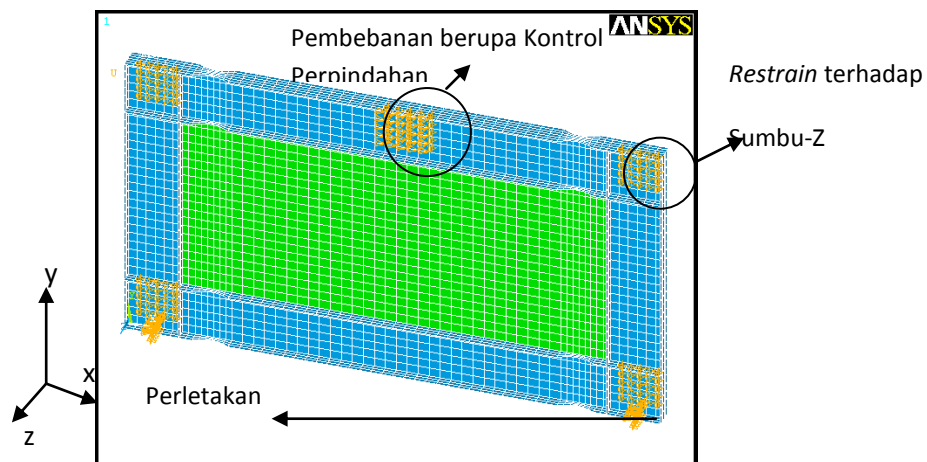 1
ANSYS
Pembebanan berupa Kontrol
Perpindahan
U
Restrain terhadap
Sumbu-Z
y
x
z
Perletakan